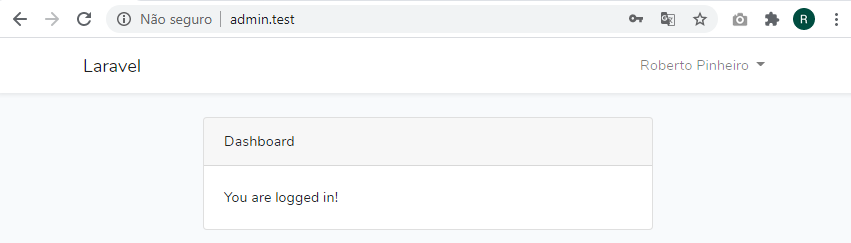 Não seguro admin.test
R
Laravel
Roberto Pinheiro
Dashboard
You are logged in!